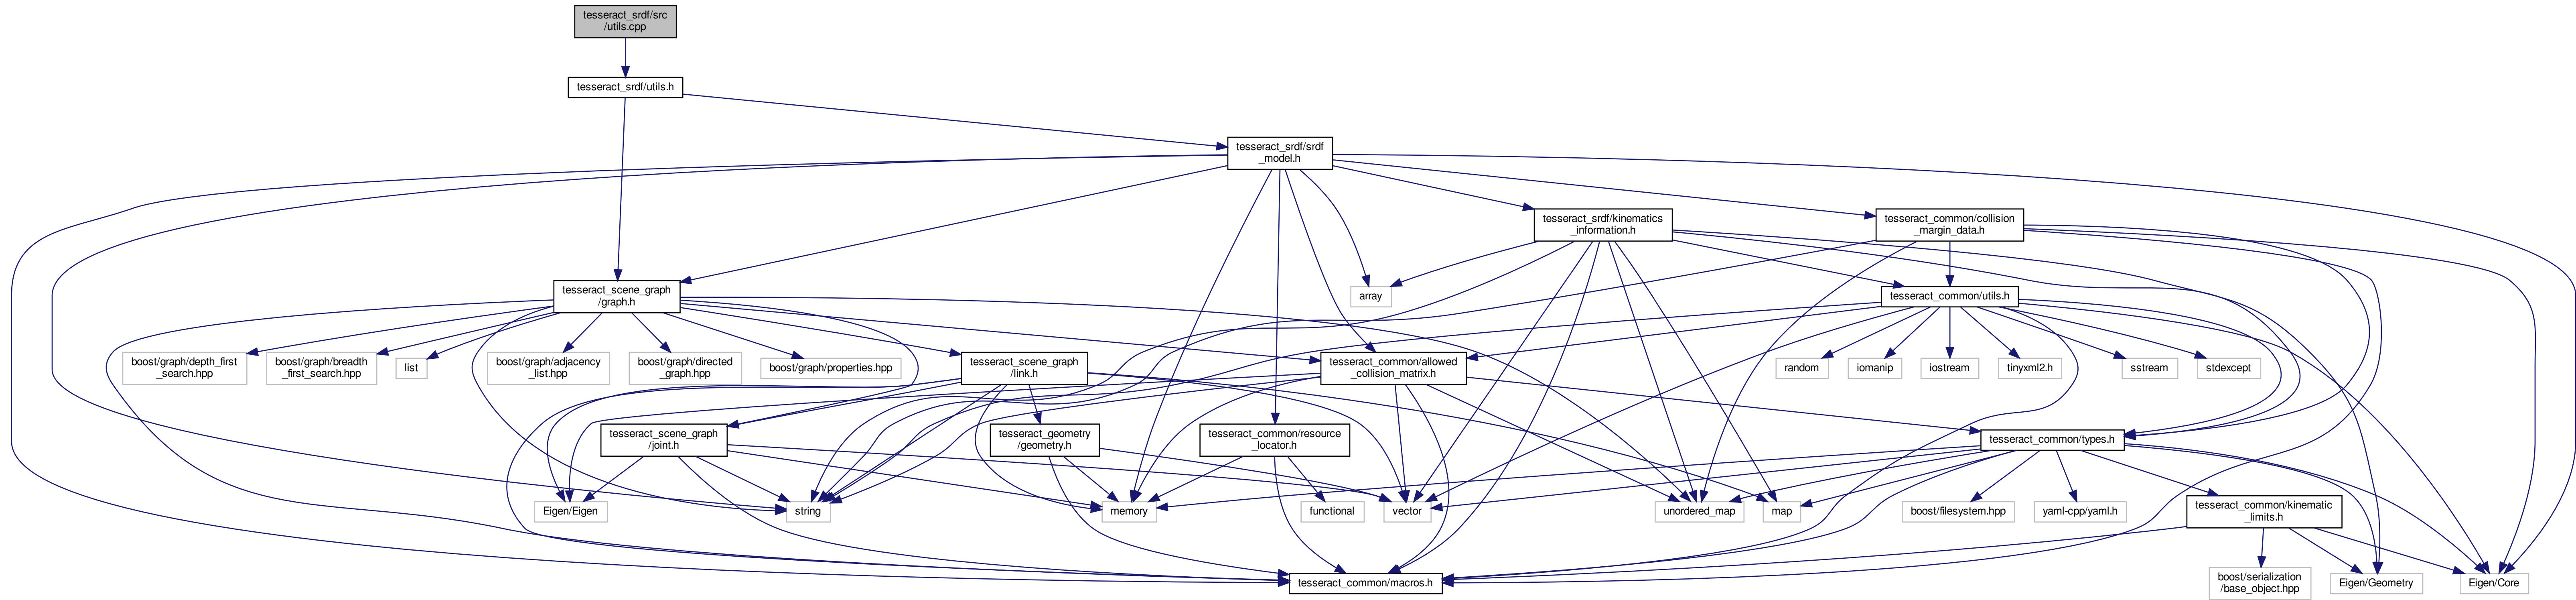 tesseract_srdf/src
/utils.cpp
tesseract_srdf/utils.h
tesseract_srdf/srdf
_model.h
tesseract_srdf/kinematics
_information.h
tesseract_common/collision
_margin_data.h
tesseract_scene_graph
/graph.h
array
tesseract_common/utils.h
boost/graph/depth_first
_search.hpp
boost/graph/breadth
_first_search.hpp
list
boost/graph/adjacency
_list.hpp
boost/graph/directed
_graph.hpp
boost/graph/properties.hpp
tesseract_scene_graph
/link.h
tesseract_common/allowed
_collision_matrix.h
random
iomanip
iostream
tinyxml2.h
sstream
stdexcept
tesseract_scene_graph
/joint.h
tesseract_geometry
/geometry.h
tesseract_common/resource
_locator.h
tesseract_common/types.h
Eigen/Eigen
string
memory
functional
vector
unordered_map
map
boost/filesystem.hpp
yaml-cpp/yaml.h
tesseract_common/kinematic
_limits.h
tesseract_common/macros.h
boost/serialization
/base_object.hpp
Eigen/Geometry
Eigen/Core